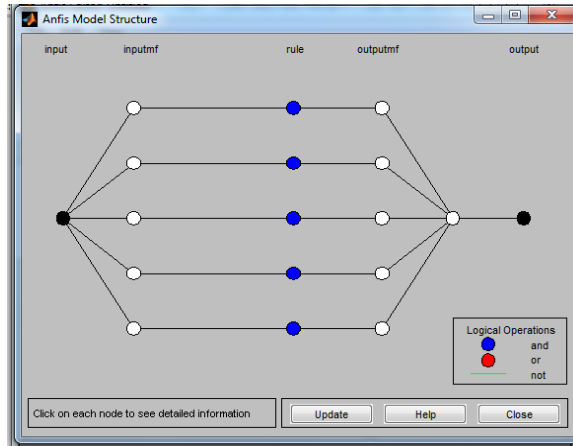 Anfis Model Structure
input inputmf rule outputmf output
Logical Operations
and
or
not
Click on each node to see detailed information
Update Help Close